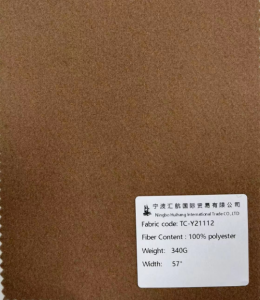 宁波汇航国际贸易有限公司
Ningbo Huihang International Trade CO.,LTD.
Fabric code: TC-Y21112
Fiber Content : 100% polyester
Weight: 340G
Width: 57"